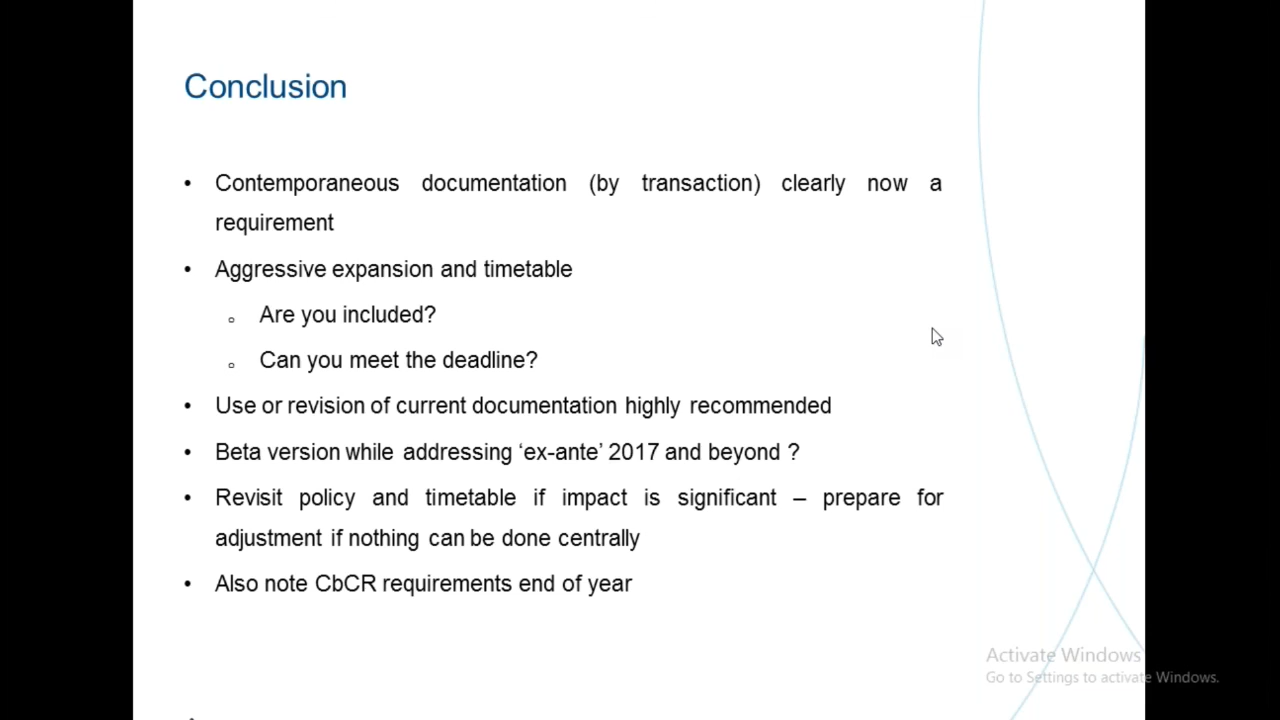 Conclusion
• Contemporaneous documentation (by transaction) clearly now a
requirement
• Aggressive expansion and timetable
○ Are you included?
○ Can you meet the deadline?
• Use or revision of current documentation highly recommended
• Beta version while addressing ‘ex-ante’ 2017 and beyond ?
• Revisit policy and timetable if impact is significant – prepare for
adjustment if nothing can be done centrally
• Also note CbCR requirements end of year
Activate Windows
Go to Settings to activate Windows.